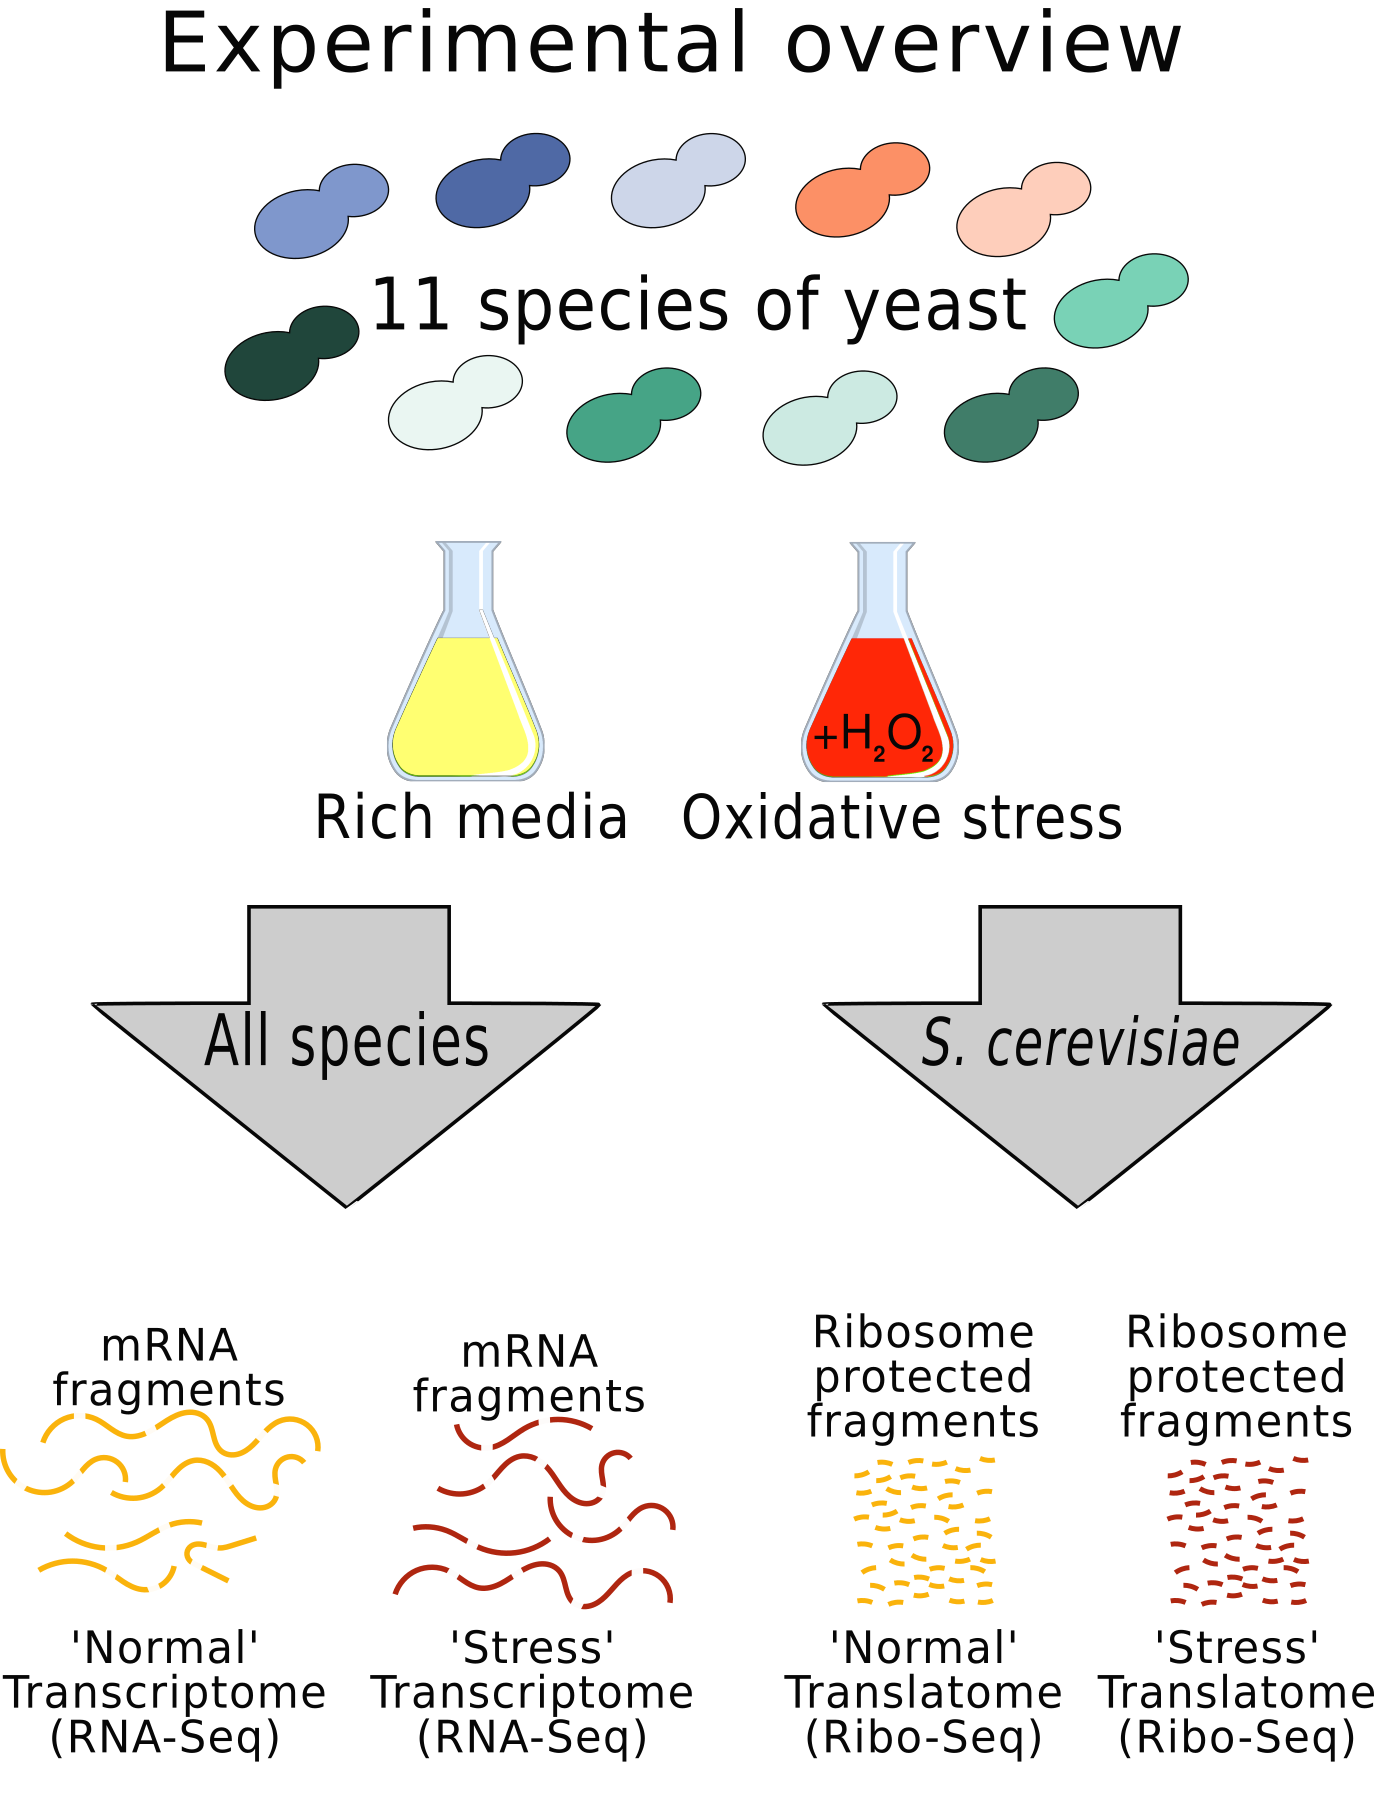 Experimental overview
11 species of yeast
+H₂O₂
Rich media
Oxidative stress
All species
S. cerevisiae
mRNA
fragments
mRNA
fragments
Ribosome
protected
fragments
Ribosome
protected
fragments
'Normal'
Transcriptome
(RNA-Seq)
'Stress'
Transcriptome
(RNA-Seq)
'Normal'
Translatome
(Ribo-Seq)
'Stress'
Translatome
(Ribo-Seq)